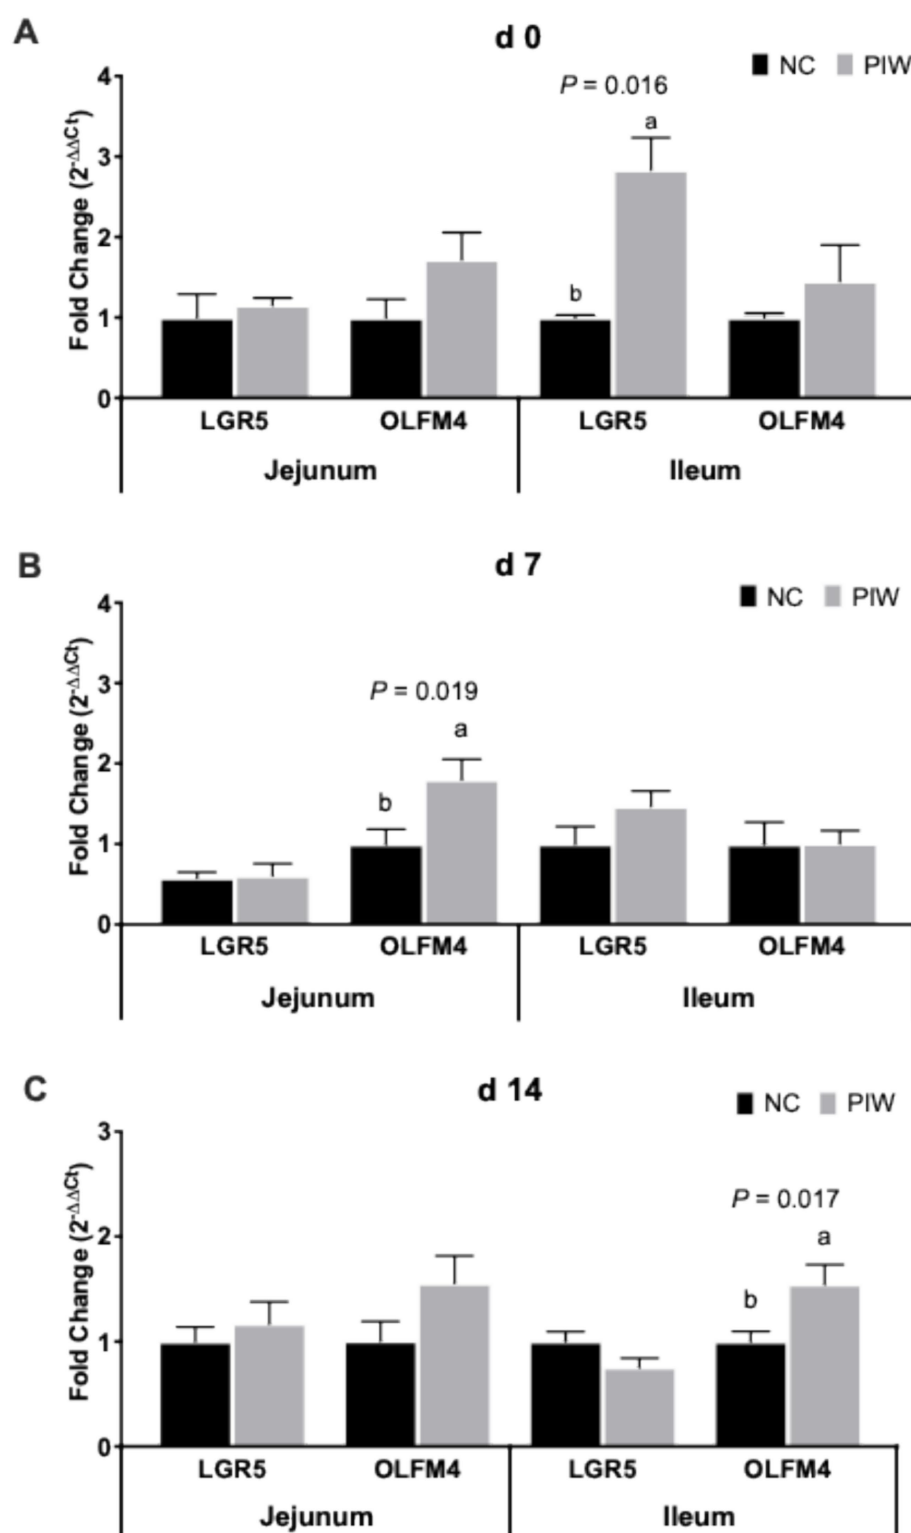 A
d 0
NC PIW
Fold Change (2-ΔΔCt)
4
3
2
1
0
P = 0.016
a
b
LGR5 OLFM4 LGR5 OLFM4
Jejunum Ileum
B
d 7
NC PIW
Fold Change (2-ΔΔCt)
4
3
2
1
0
P = 0.019
a
b
LGR5 OLFM4 LGR5 OLFM4
Jejunum Ileum
C
d 14
NC PIW
Fold Change (2-ΔΔCt)
3
2
1
0
P = 0.017
a
b
LGR5 OLFM4 LGR5 OLFM4
Jejunum Ileum